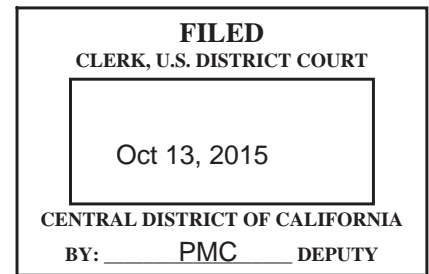 FILED
CLERK, U.S. DISTRICT COURT
Oct 13, 2015
CENTRAL DISTRICT OF CALIFORNIA
BY: PMC DEPUTY